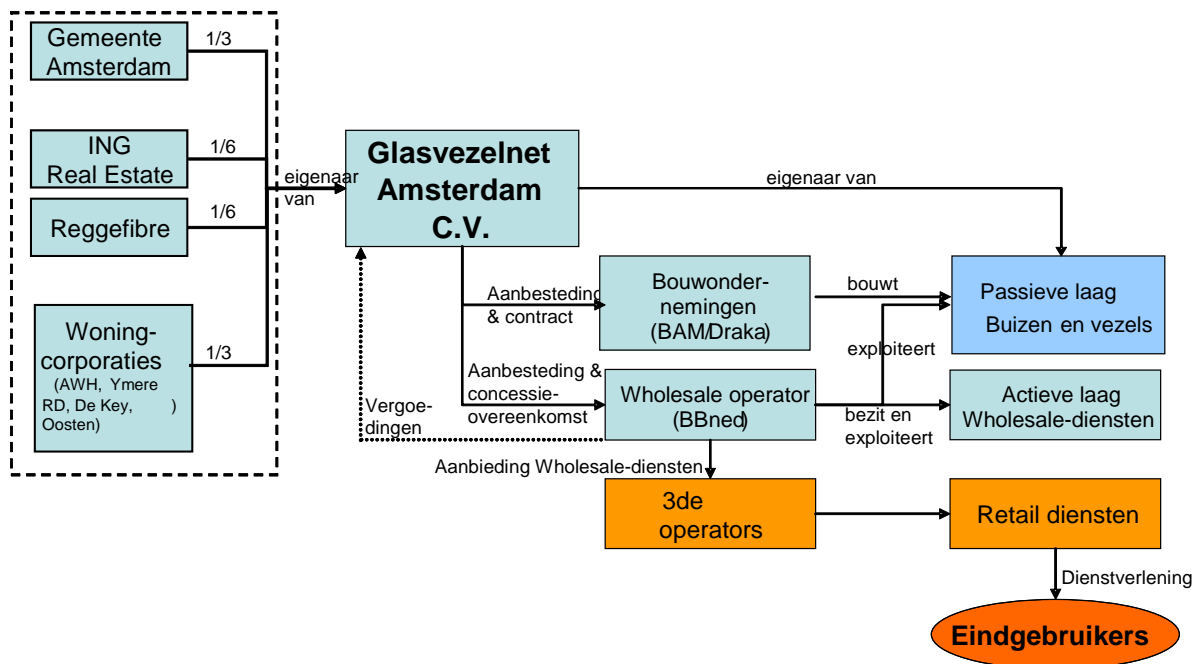 Gemeente
Amsterdam
1/3
ING
Real Estate
1/6
Reggefibre
1/6
Woning-
corporaties
(AWH, Ymere
RD, De Key, )
Oosten)
1/3
eigenaar
van
Glasvezelnet
Amsterdam
C.V.
eigenaar van
Aanbesteding
& contract
Bouwonder-
nemingen
(BAM/Draka)
bouwt
Passieve laag
Buizen en vezels
exploiteert
Aanbesteding &
concessie-
overeenkomst
Vergoe-
dingen
Wholesale operator
(BBned)
bezit en
exploiteert
Actieve laag
Wholesale-diensten
Aanbieding Wholesale-diensten
3de
operators
Retail diensten
Dienstverlening
Eindgebruikers